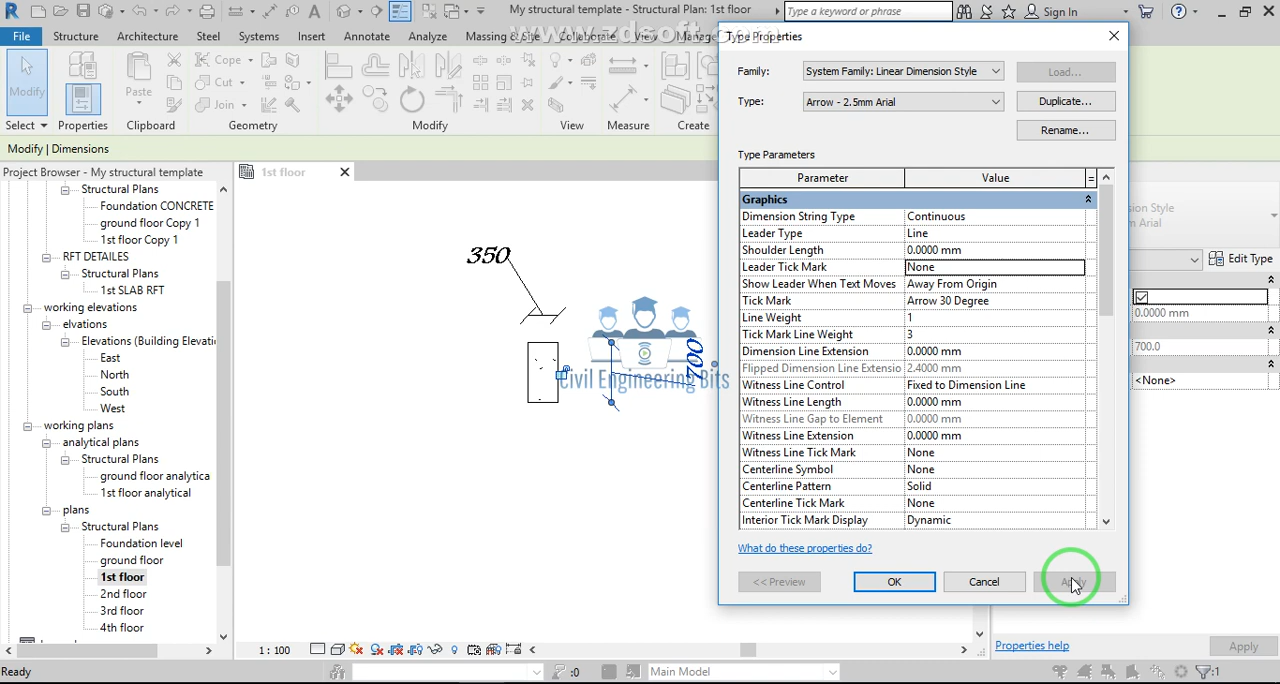 My structural template - Structural Plan: 1st floor
Type a keyword or phrase
Sign In
www.zdsoft.com
File
Structure
Architecture
Steel
Systems
Insert
Annotate
Analyze
Massing & Site
Collaborate
View
Manage
Modify
Paste
Cope
Cut
Join
Select
Properties
Clipboard
Geometry
Modify
View
Measure
Create
Modify | Dimensions
Project Browser - My structural template
Structural Plans
Foundation CONCRETE
ground floor Copy 1
1st floor Copy 1
RFT DETAILES
Structural Plans
1st SLAB RFT
working elevations
elvations
Elevations (Building Elevati
East
North
South
West
working plans
analytical plans
Structural Plans
ground floor analytica
1st floor analytical
plans
Structural Plans
Foundation level
ground floor
1st floor
2nd floor
3rd floor
4th floor
1st floor
350
700
Civil Engineering Bits
1 : 100
Type Properties
Family:
System Family: Linear Dimension Style
Load...
Type:
Arrow - 2.5mm Arial
Duplicate...
Rename...
Type Parameters
Parameter
Value
=
Graphics
Dimension String Type
Continuous
Leader Type
Line
Shoulder Length
0.0000 mm
Leader Tick Mark
None
Show Leader When Text Moves
Away From Origin
Tick Mark
Arrow 30 Degree
Line Weight
1
Tick Mark Line Weight
3
Dimension Line Extension
0.0000 mm
Flipped Dimension Line Extensio
2.4000 mm
Witness Line Control
Fixed to Dimension Line
Witness Line Length
0.0000 mm
Witness Line Gap to Element
0.0000 mm
Witness Line Extension
0.0000 mm
Witness Line Tick Mark
None
Centerline Symbol
None
Centerline Pattern
Solid
Centerline Tick Mark
None
Interior Tick Mark Display
Dynamic
What do these properties do?
<< Preview
OK
Cancel
Apply
ion Style
m Arial
Edit Type
0.0000 mm
700.0
<None>
Properties help
Apply
Ready
:0
Main Model
:1